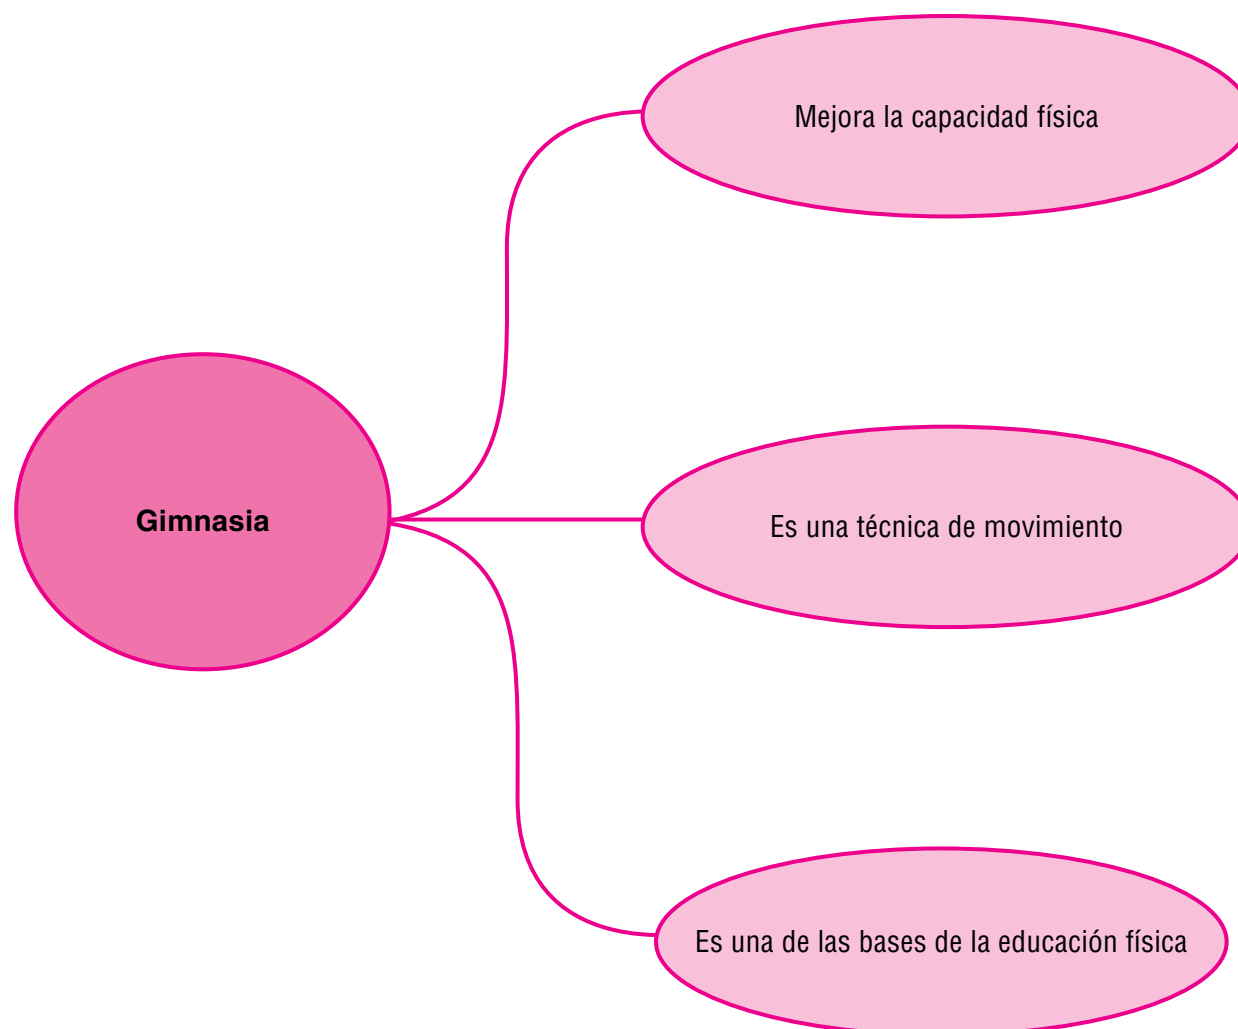 Mejora la capacidad física
Gimnasia
Es una técnica de movimiento
Es una de las bases de la educación física